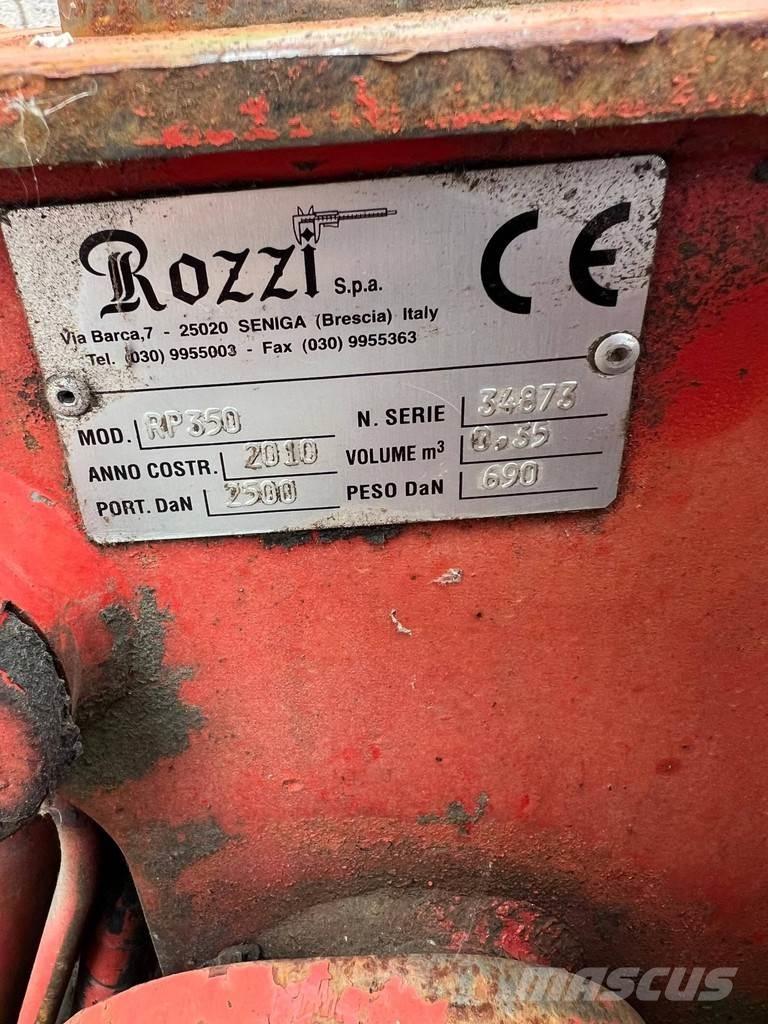 Rozzi S.p.a.
CE
Via Barca,7 - 25020 SENIGA (Brescia) Italy
Tel. (030) 9955003 - Fax (030) 9955363
MOD. RP350
N. SERIE 34873
ANNO COSTR. 2010
VOLUME m³ 0.35
PORT. DaN 2500
PESO DaN 690
MASCUS